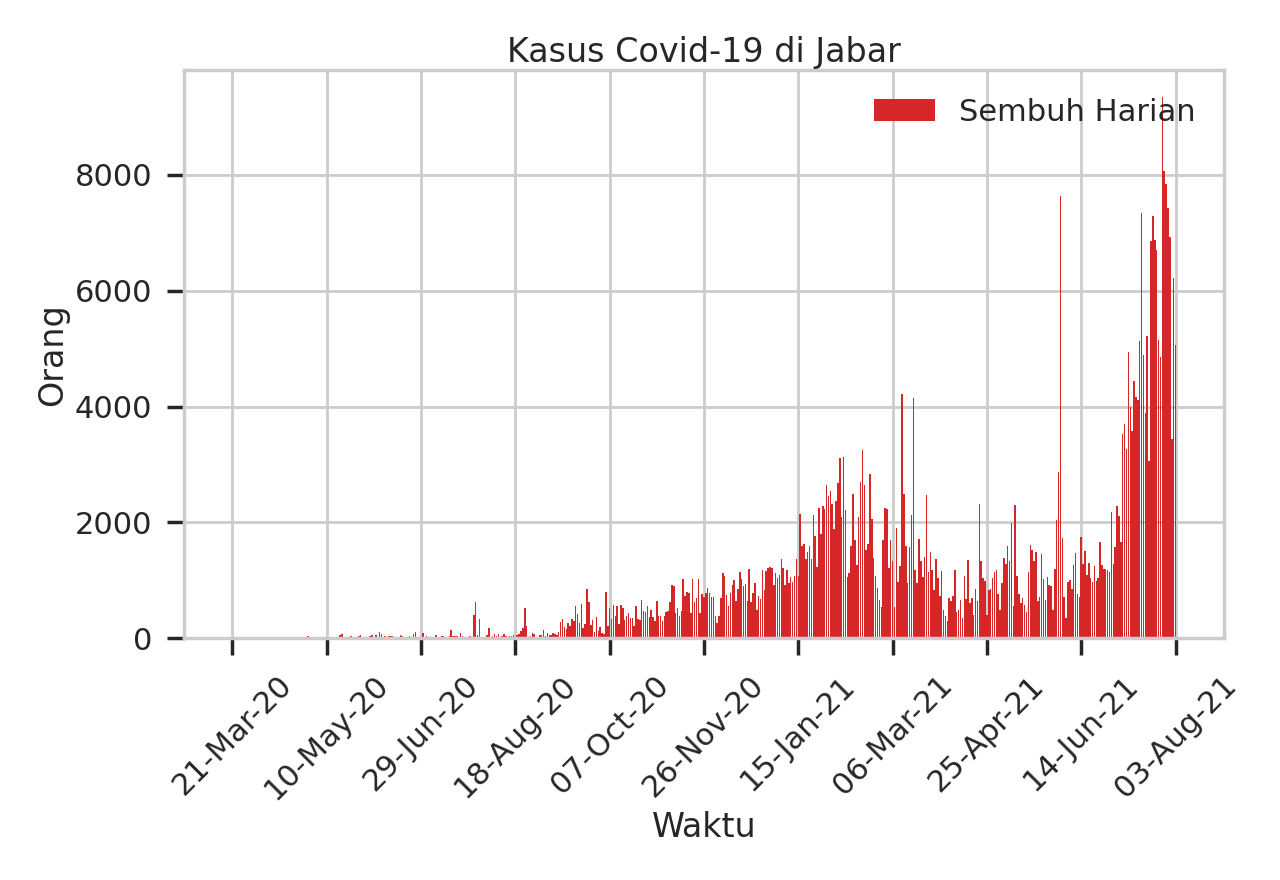 Kasus Covid-19 di Jabar
Sembuh Harian
Orang
8000
6000
4000
2000
0
21-Mar-20
10-May-20
29-Jun-20
18-Aug-20
07-Oct-20
26-Nov-20
15-Jan-21
06-Mar-21
25-Apr-21
14-Jun-21
03-Aug-21
Waktu